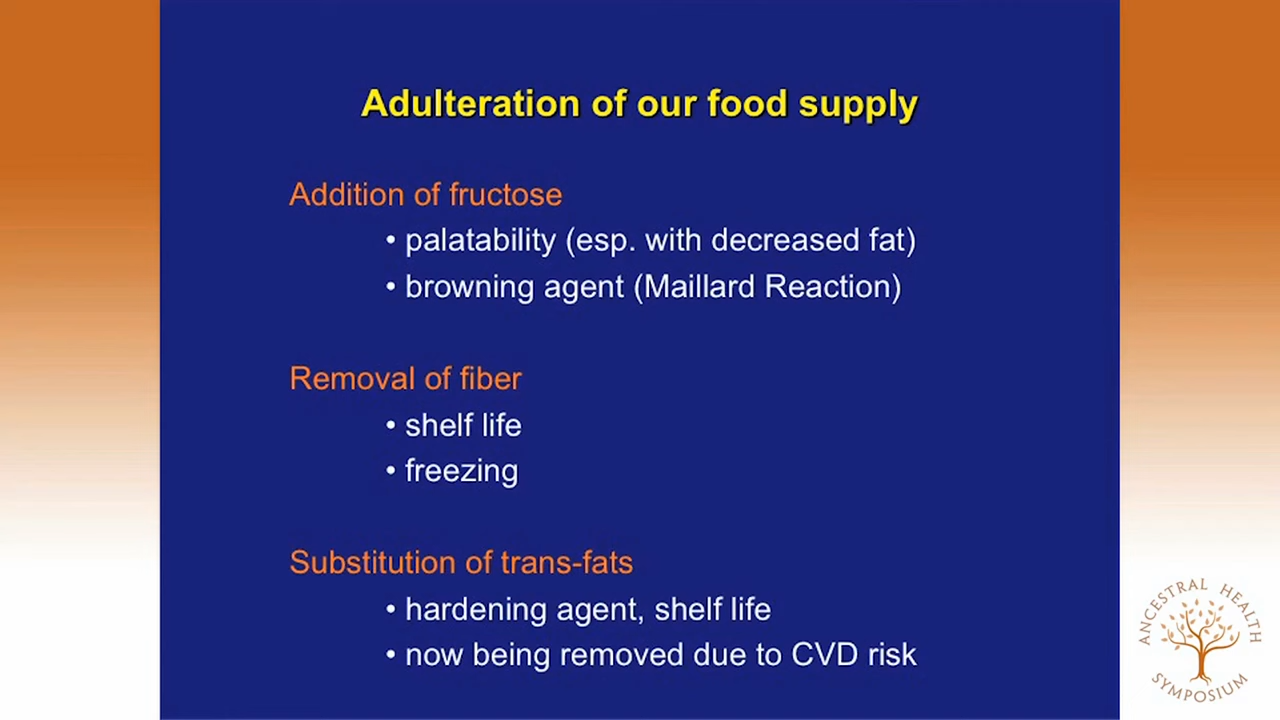 Adulteration of our food supply
Addition of fructose
• palatability (esp. with decreased fat)
• browning agent (Maillard Reaction)
Removal of fiber
• shelf life
• freezing
Substitution of trans-fats
• hardening agent, shelf life
• now being removed due to CVD risk
ANCESTRAL HEALTH
SYMPOSIUM